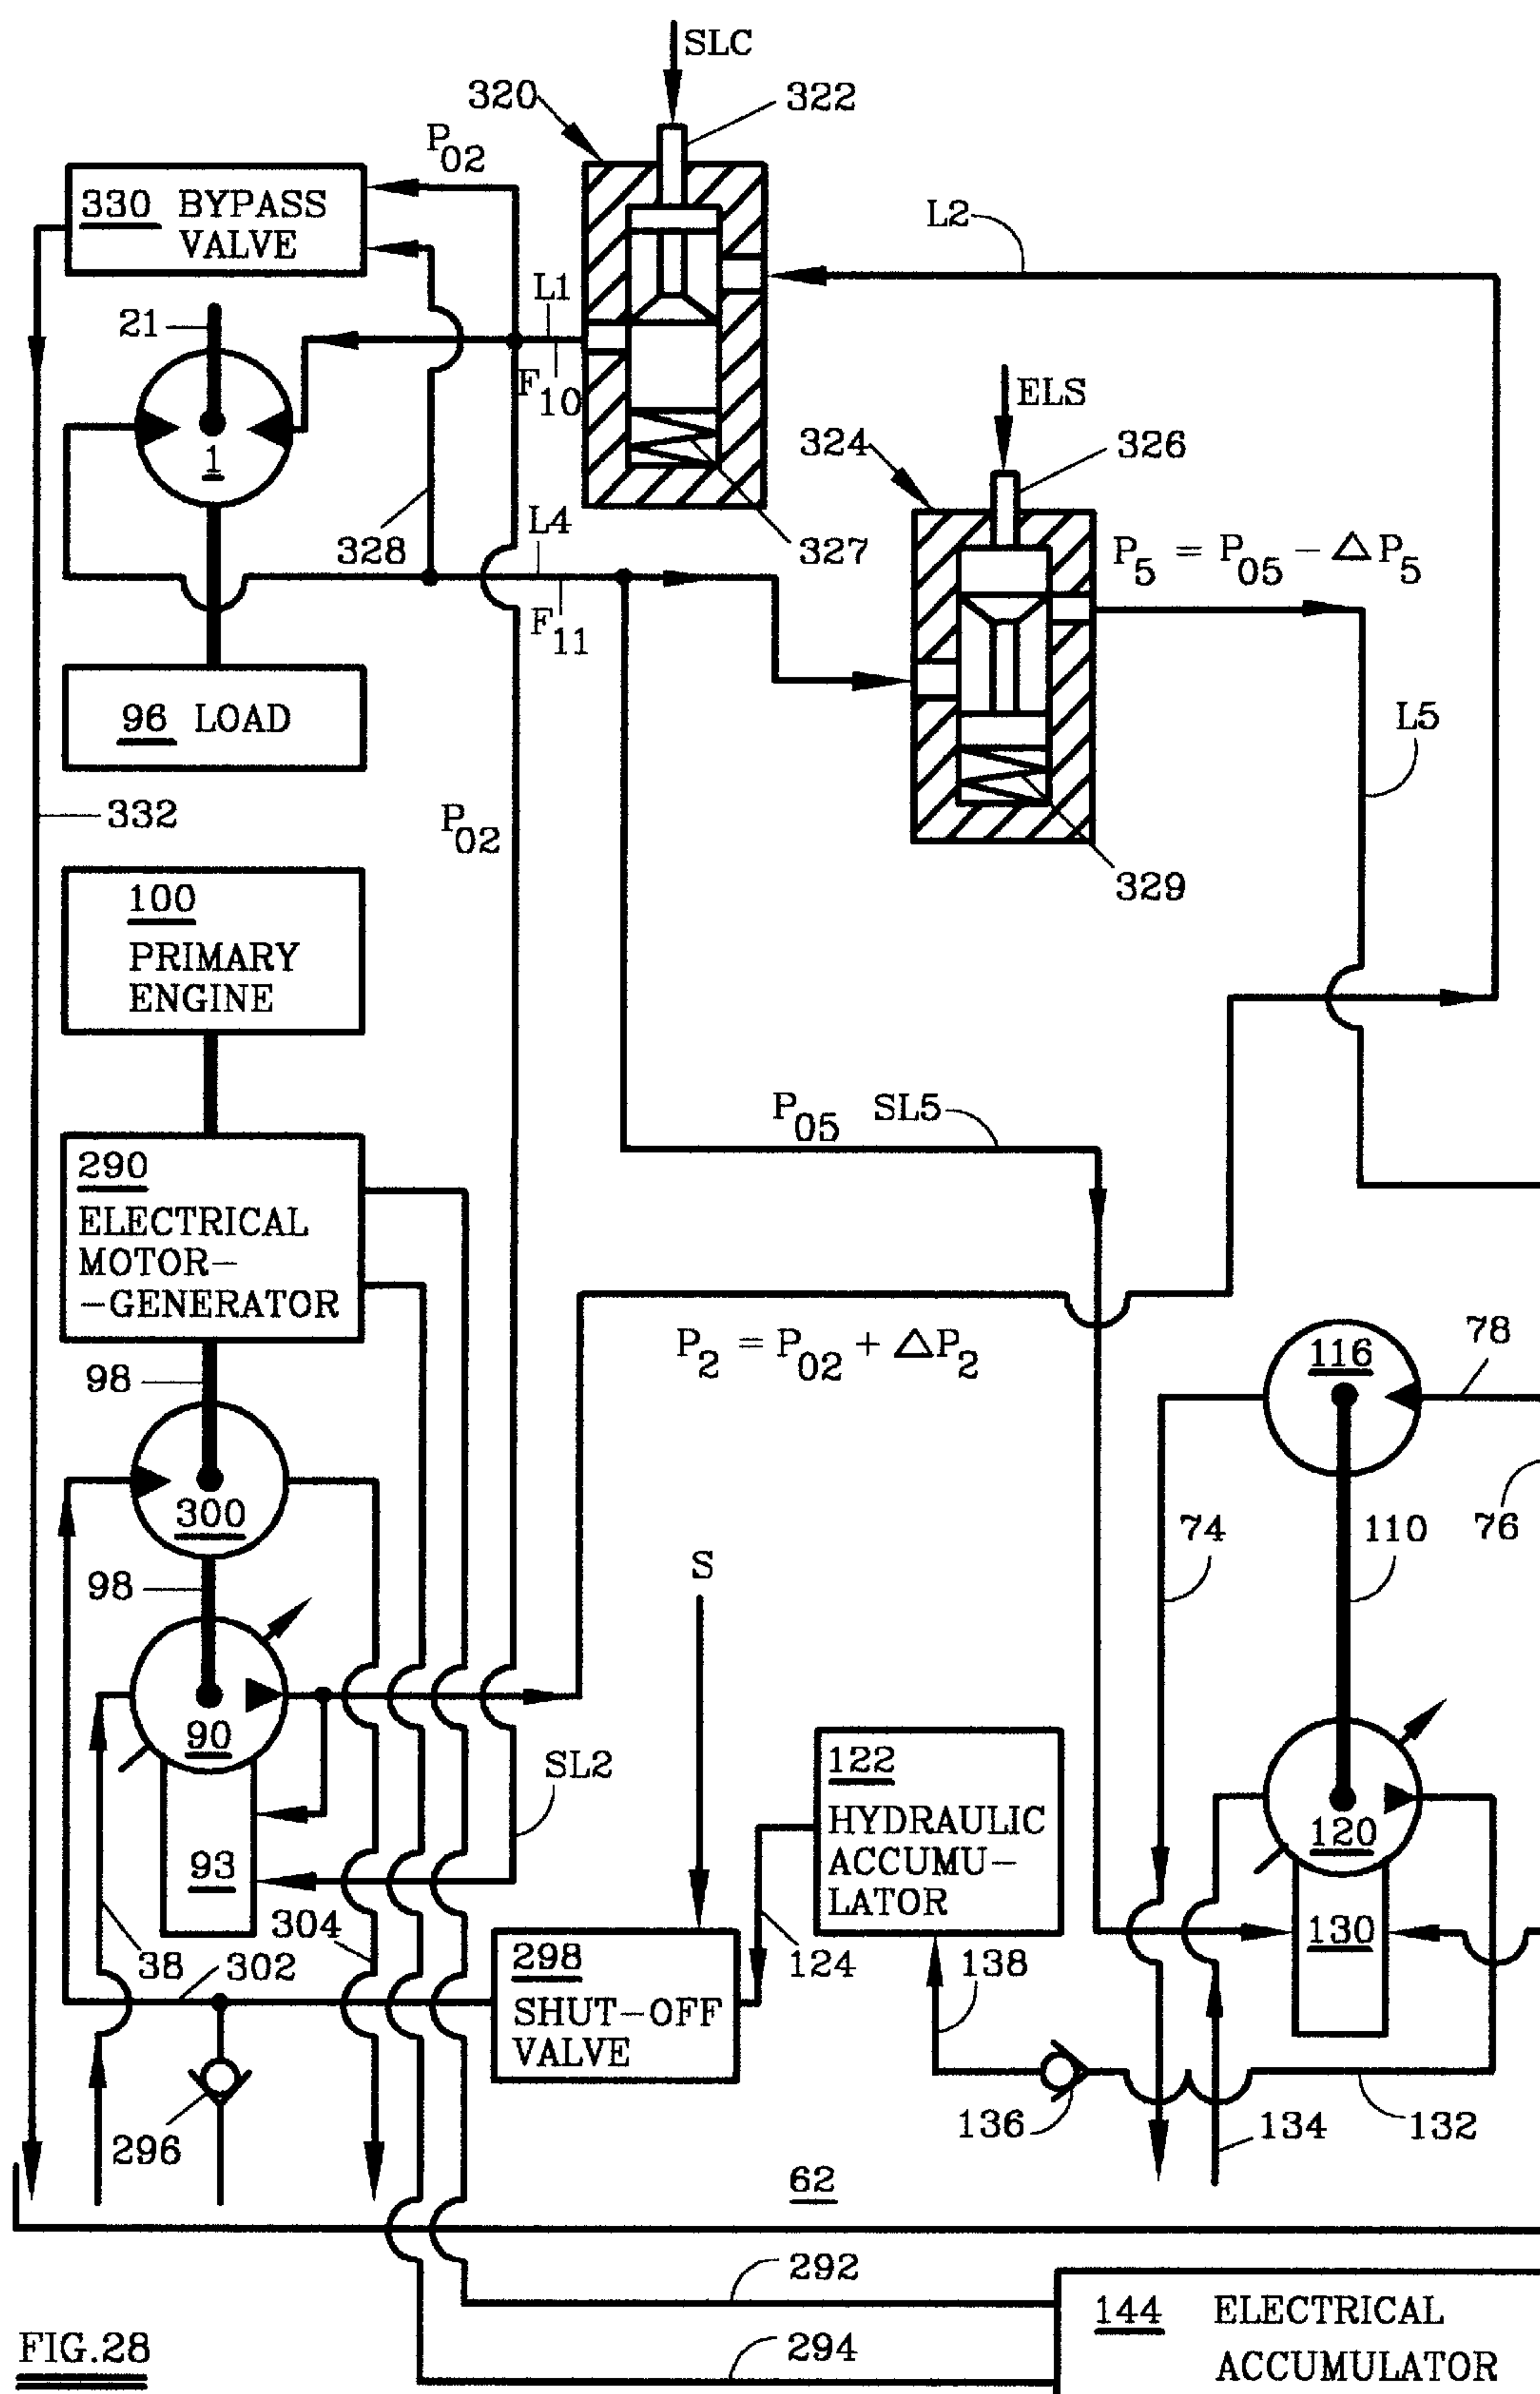 SLC
320
322
P02
330 BYPASS
VALVE
L2
L1
21
F10
ELS
1
324
326
327
L4
328
P5 = P05 − △P5
F11
96 LOAD
L5
332
P02
329
100
PRIMARY
ENGINE
P05
SL5
290
ELECTRICAL
MOTOR-
-GENERATOR
P2 = P02 + △P2
78
116
98
300
74
110
76
S
98
90
SL2
122
HYDRAULIC
ACCUMU-
LATOR
120
93
304
130
38
302
298
SHUT-OFF
VALVE
124
138
296
136
134
132
62
292
144 ELECTRICAL
ACCUMULATOR
294
FIG.28